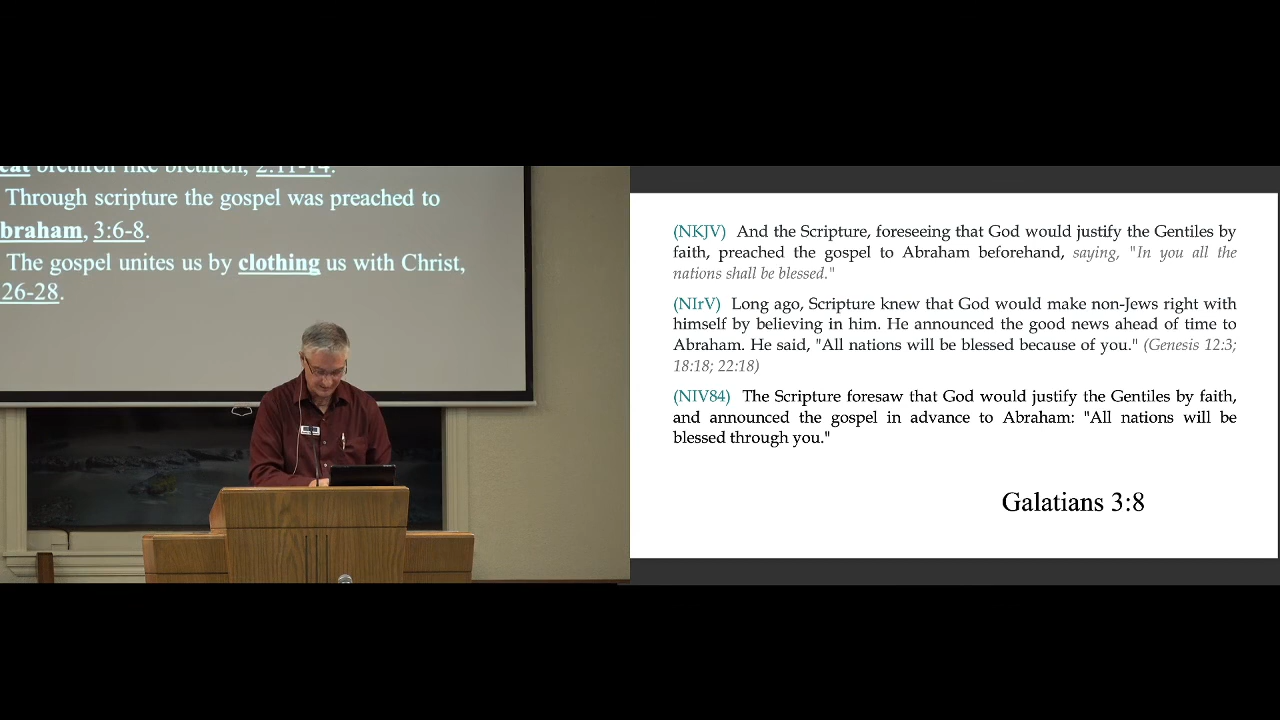 eat brethren like brethren, 2:11-14.
Through scripture the gospel was preached to
braham, 3:6-8.
The gospel unites us by clothing us with Christ,
26-28.
(NKJV) And the Scripture, foreseeing that God would justify the Gentiles by
faith, preached the gospel to Abraham beforehand, saying, "In you all the
nations shall be blessed."
(NIrV) Long ago, Scripture knew that God would make non-Jews right with
himself by believing in him. He announced the good news ahead of time to
Abraham. He said, "All nations will be blessed because of you." (Genesis 12:3;
18:18; 22:18)
(NIV84) The Scripture foresaw that God would justify the Gentiles by faith,
and announced the gospel in advance to Abraham: "All nations will be
blessed through you."
Galatians 3:8